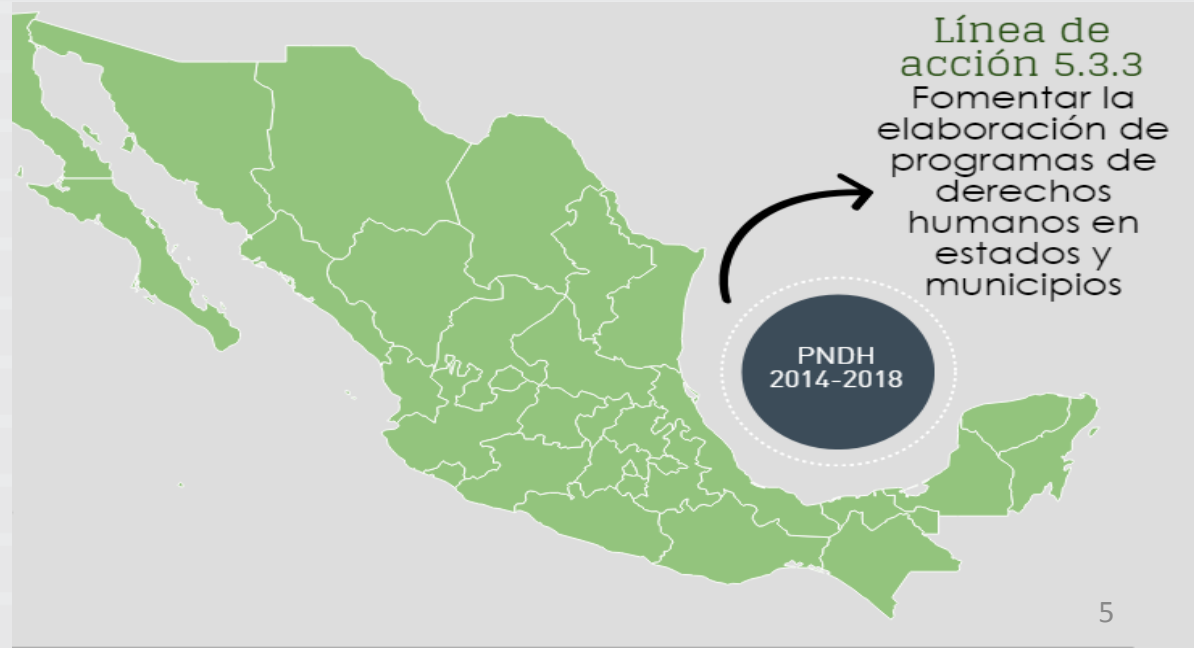 Línea de
acción 5.3.3
Fomentar la
elaboración de
programas de
derechos
humanos en
estados y
municipios
PNDH
2014-2018
5